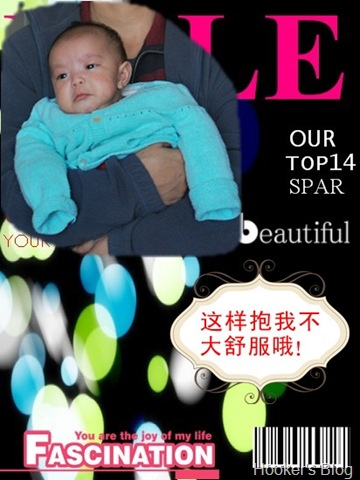 LE
OUR
TOP14
SPAR
YOUR
beautiful
这样抱我不
大舒服哦!
You are the joy of my life
FASCINATION
Hooker's Blog